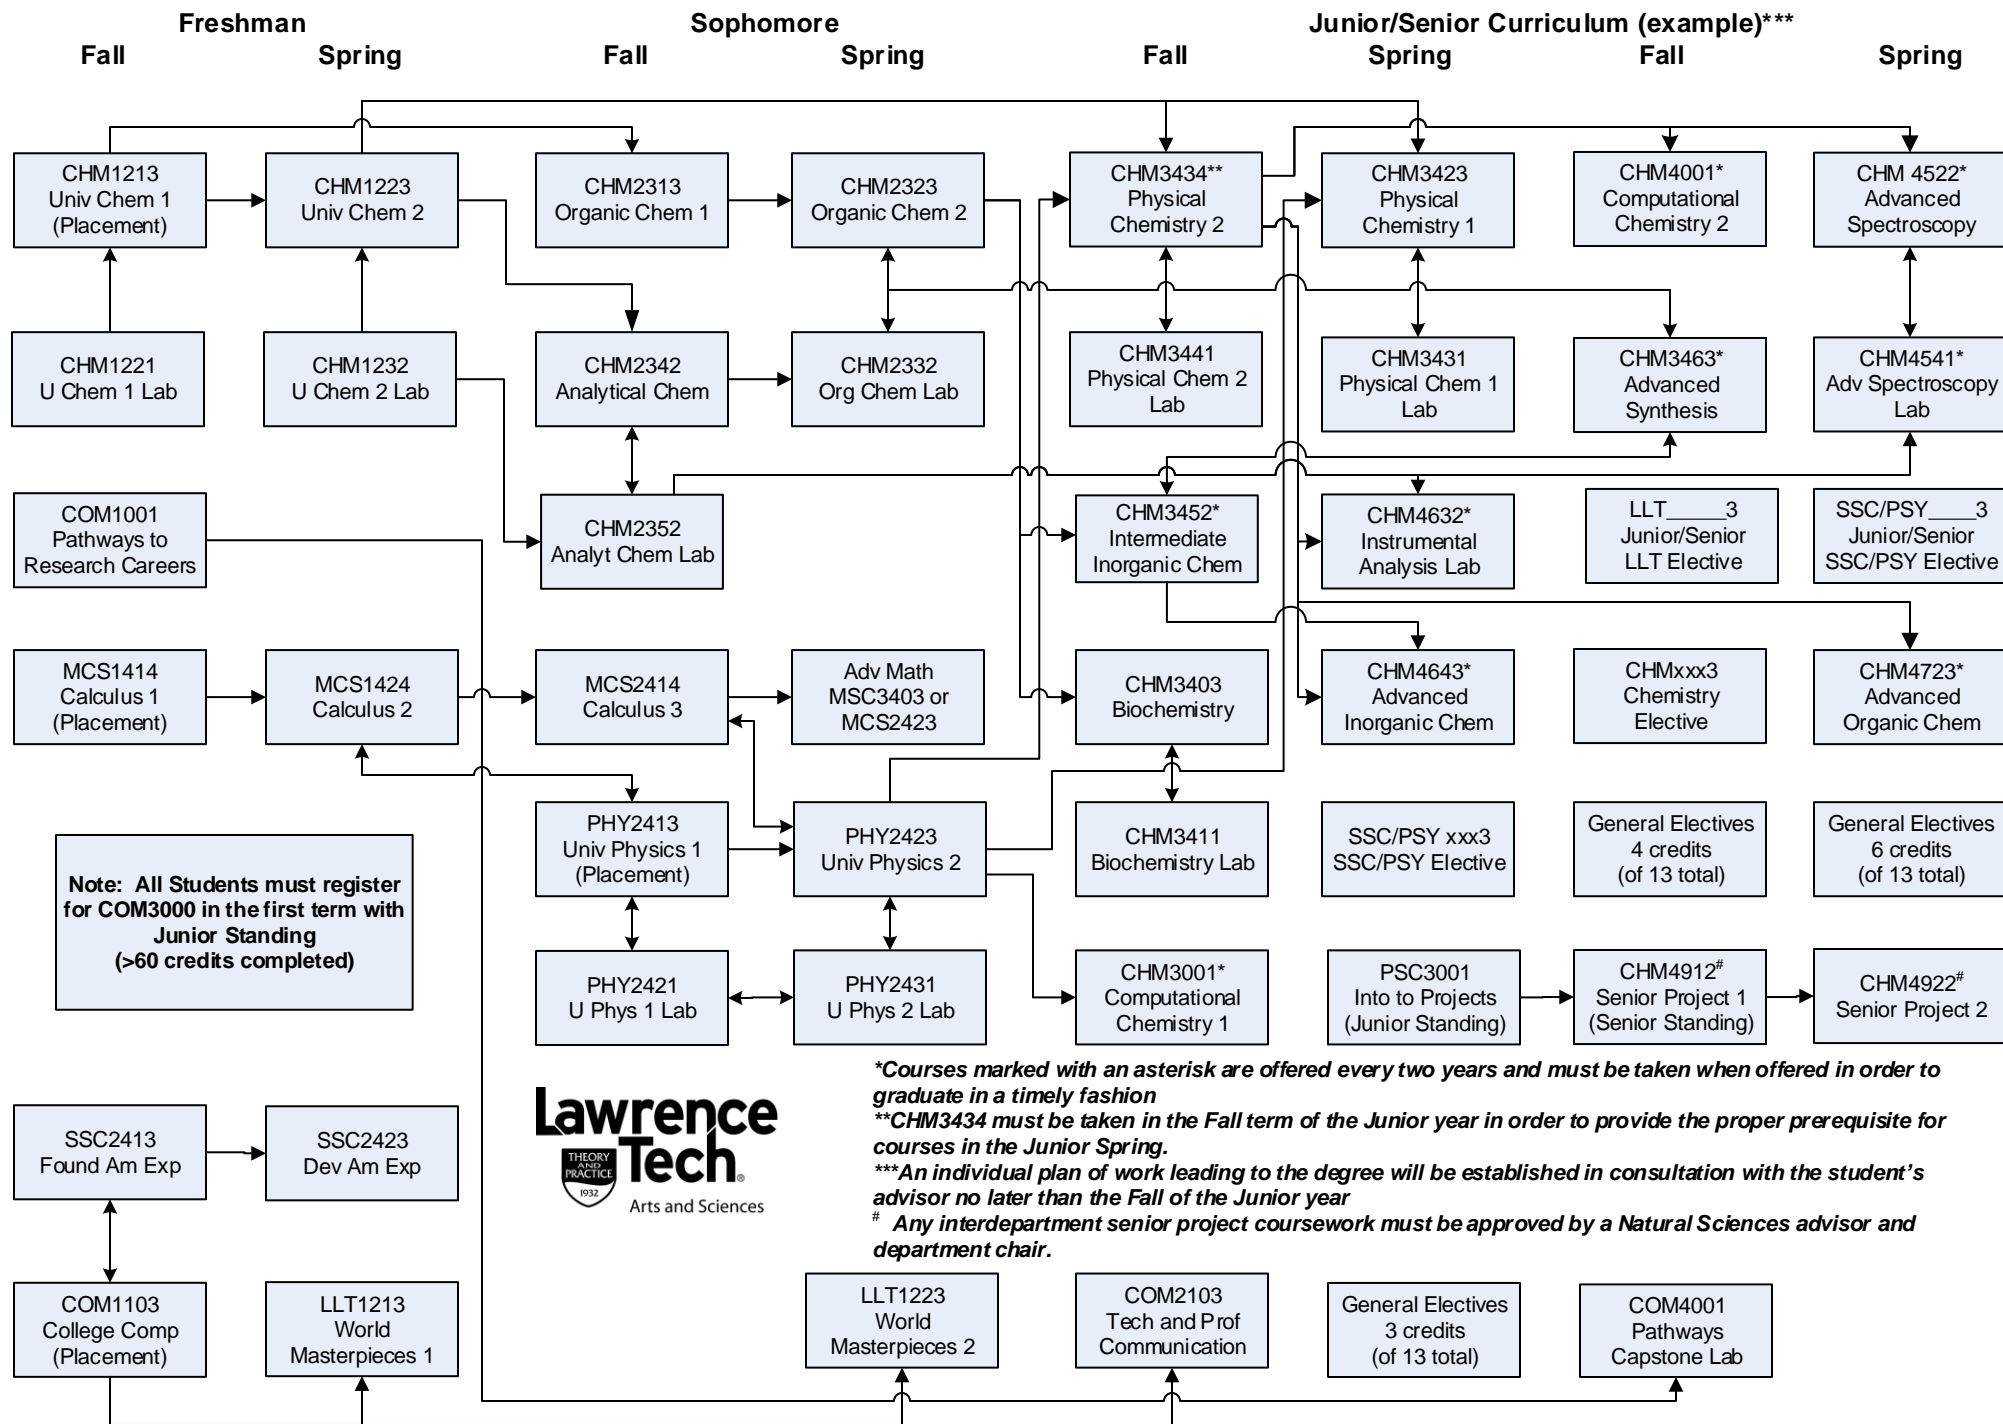 Freshman
Sophomore
Junior/Senior Curriculum (example)***
Fall
Spring
Fall
Spring
Fall
Spring
Fall
Spring
CHM1213
Univ Chem 1
(Placement)
CHM1223
Univ Chem 2
CHM2313
Organic Chem 1
CHM2323
Organic Chem 2
CHM3434**
Physical
Chemistry 2
CHM3423
Physical
Chemistry 1
CHM4001*
Computational
Chemistry 2
CHM 4522*
Advanced
Spectroscopy
CHM1221
U Chem 1 Lab
CHM1232
U Chem 2 Lab
CHM2342
Analytical Chem
CHM2332
Org Chem Lab
CHM3441
Physical Chem 2
Lab
CHM3431
Physical Chem 1
Lab
CHM3463*
Advanced
Synthesis
CHM4541*
Adv Spectroscopy
Lab
COM1001
Pathways to
Research Careers
CHM2352
Analyt Chem Lab
CHM3452*
Intermediate
Inorganic Chem
CHM4632*
Instrumental
Analysis Lab
LLT_____3
Junior/Senior
LLT Elective
SSC/PSY____3
Junior/Senior
SSC/PSY Elective
MCS1414
Calculus 1
(Placement)
MCS1424
Calculus 2
MCS2414
Calculus 3
Adv Math
MSC3403 or
MCS2423
CHM3403
Biochemistry
CHM4643*
Advanced
Inorganic Chem
CHMxxx3
Chemistry
Elective
CHM4723*
Advanced
Organic Chem
Note: All Students must register
for COM3000 in the first term with
Junior Standing
(>60 credits completed)
PHY2413
Univ Physics 1
(Placement)
PHY2423
Univ Physics 2
CHM3411
Biochemistry Lab
SSC/PSY xxx3
SSC/PSY Elective
General Electives
4 credits
(of 13 total)
General Electives
6 credits
(of 13 total)
PHY2421
U Phys 1 Lab
PHY2431
U Phys 2 Lab
CHM3001*
Computational
Chemistry 1
PSC3001
Into to Projects
(Junior Standing)
CHM4912#
Senior Project 1
(Senior Standing)
CHM4922#
Senior Project 2
*Courses marked with an asterisk are offered every two years and must be taken when offered in order to
graduate in a timely fashion
**CHM3434 must be taken in the Fall term of the Junior year in order to provide the proper prerequisite for
courses in the Junior Spring.
***An individual plan of work leading to the degree will be established in consultation with the student's
advisor no later than the Fall of the Junior year
# Any interdepartment senior project coursework must be approved by a Natural Sciences advisor and
department chair.
Lawrence
Tech®
THEORY
AND
PRACTICE
1932
Arts and Sciences
SSC2413
Found Am Exp
SSC2423
Dev Am Exp
COM1103
College Comp
(Placement)
LLT1213
World
Masterpieces 1
LLT1223
World
Masterpieces 2
COM2103
Tech and Prof
Communication
General Electives
3 credits
(of 13 total)
COM4001
Pathways
Capstone Lab